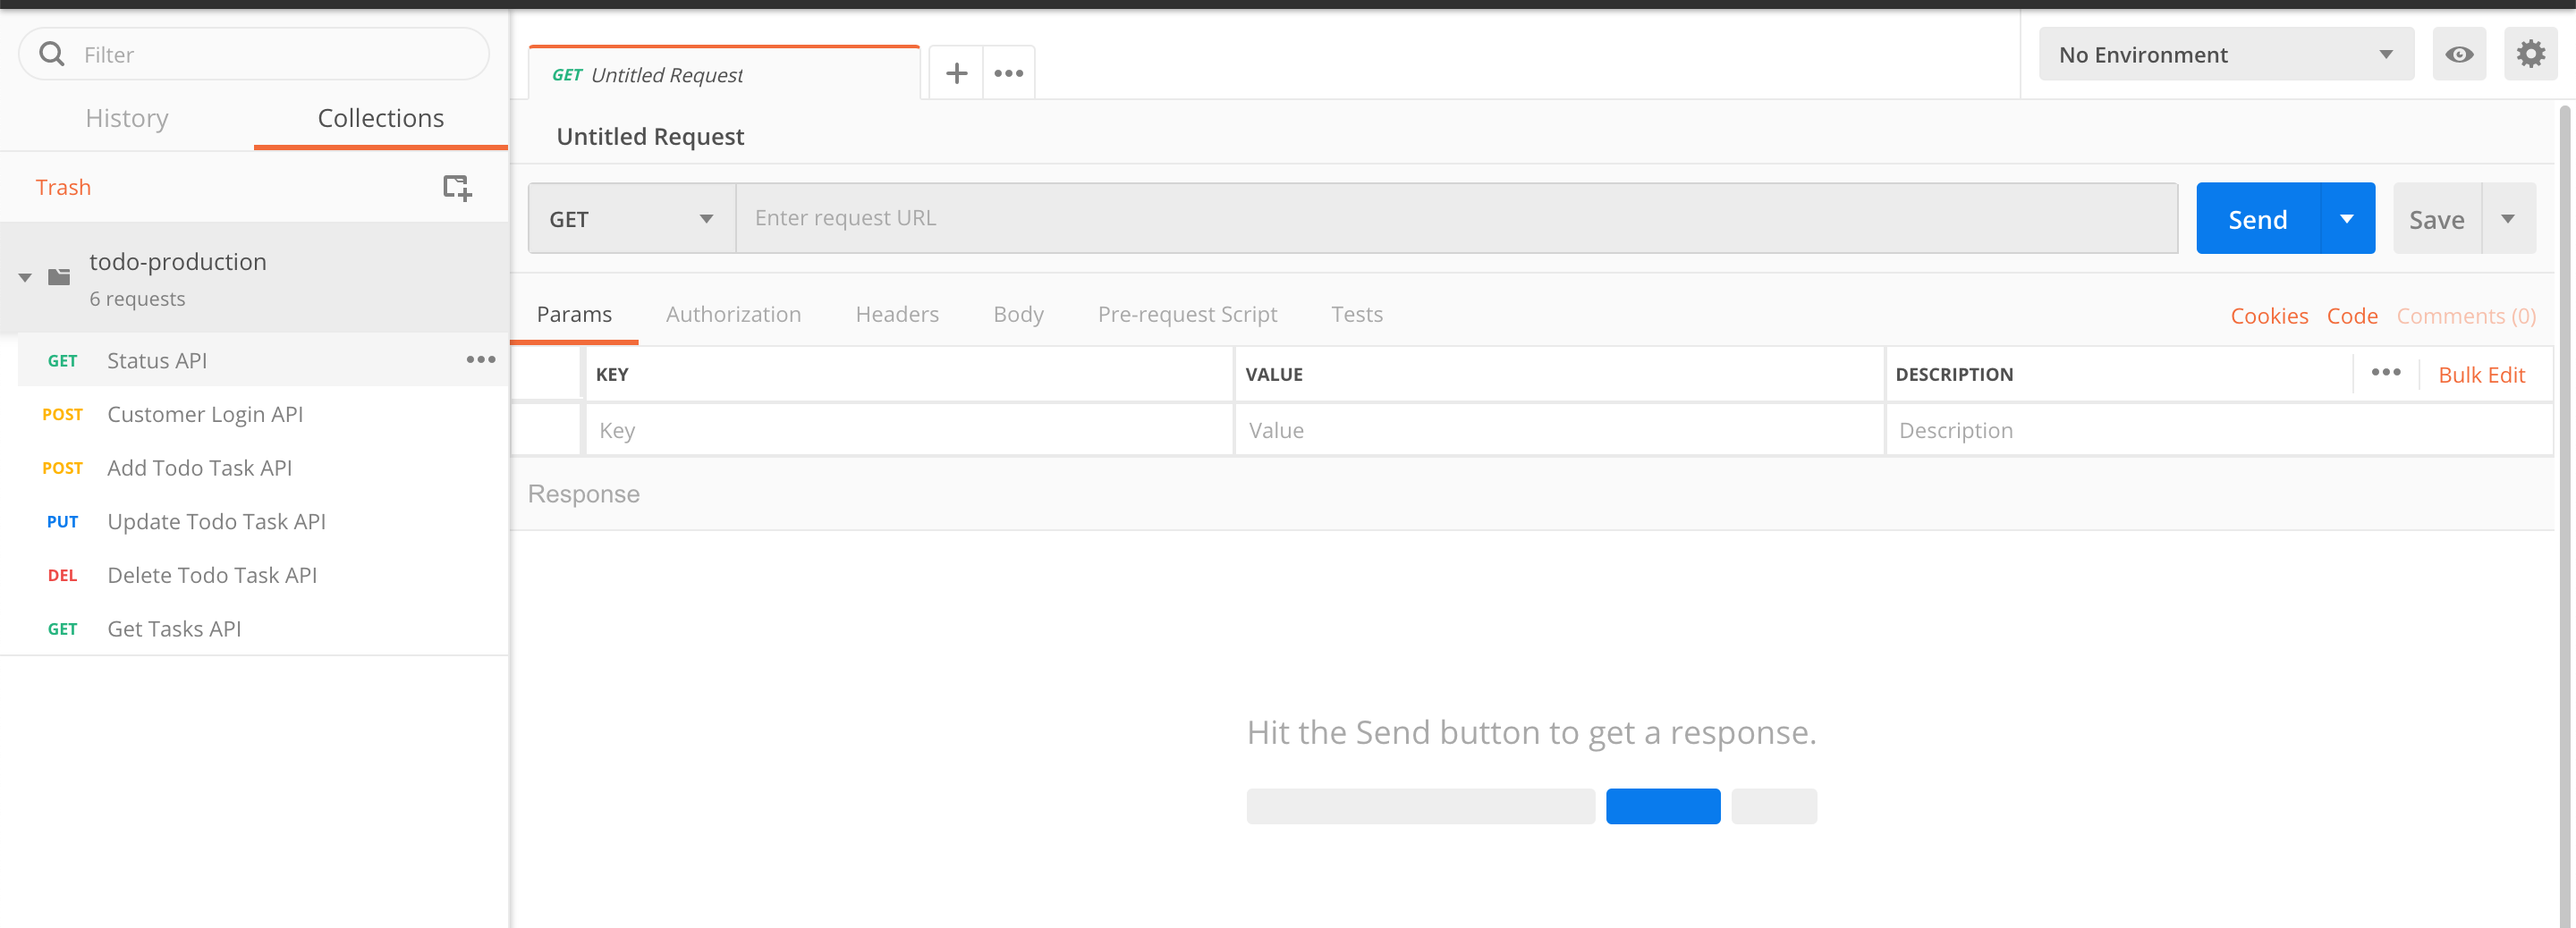 Filter
History
Collections
Trash
todo-production
6 requests
GET Status API
POST Customer Login API
POST Add Todo Task API
PUT Update Todo Task API
DEL Delete Todo Task API
GET Get Tasks API
GET Untitled Request
No Environment
Untitled Request
GET
Enter request URL
Send
Save
Params
Authorization
Headers
Body
Pre-request Script
Tests
Cookies
Code
Comments (0)
KEY
VALUE
DESCRIPTION
Bulk Edit
Key
Value
Description
Response
Hit the Send button to get a response.